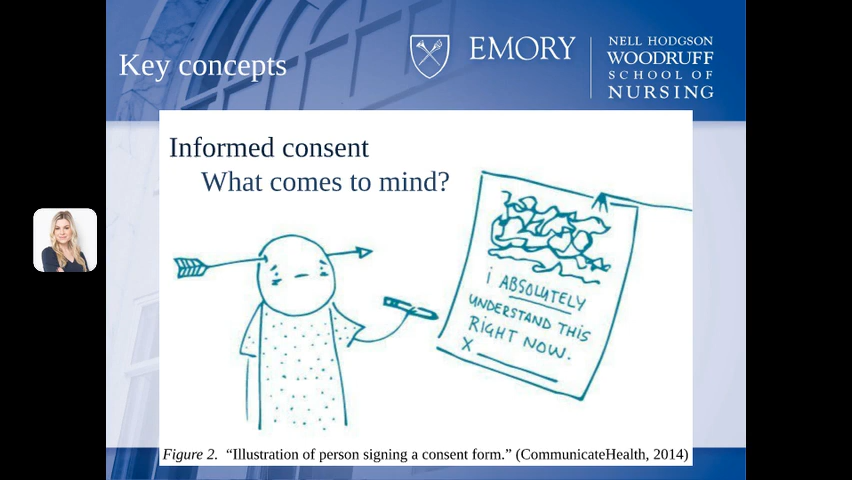 Key concepts
EMORY
NELL HODGSON
WOODRUFF
SCHOOL OF
NURSING
Informed consent
What comes to mind?
i ABSOLUTELY
UNDERSTAND THIS
RIGHT NOW.
X
Figure 2. “Illustration of person signing a consent form.” (CommunicateHealth, 2014)